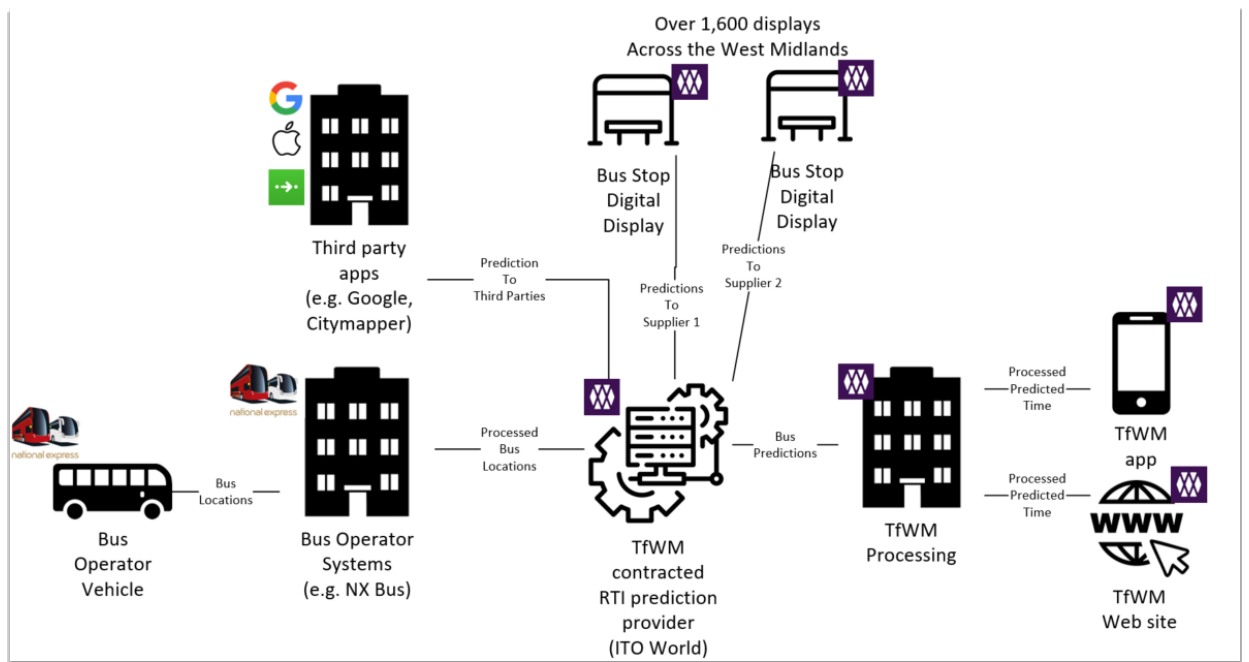 Over 1,600 displays
Across the West Midlands
Bus Stop
Digital
Display
Bus Stop
Digital
Display
Third party
apps
(e.g. Google,
Citymapper)
Prediction
To
Third Parties
Predictions
To
Supplier 1
Predictions
To
Supplier 2
national express
national express
Bus
Operator
Vehicle
Bus
Locations
Bus Operator
Systems
(e.g. NX Bus)
Processed
Bus
Locations
TfWM
contracted
RTI prediction
provider
(ITO World)
Bus
Predictions
TfWM
Processing
Processed
Predicted
Time
TfWM
app
Processed
Predicted
Time
WWW
TfWM
Web site